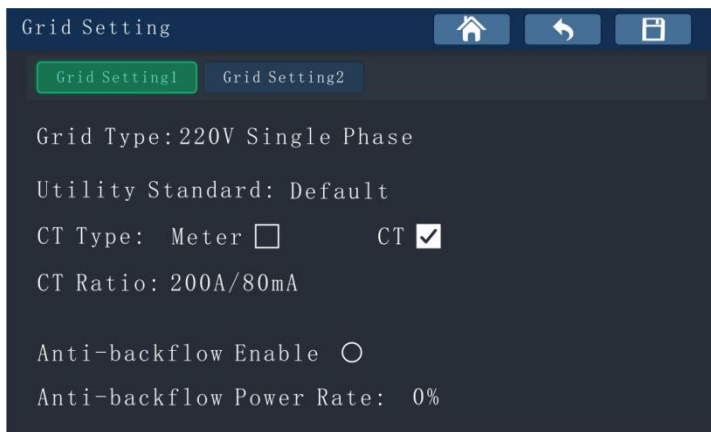 Grid Setting
Grid Setting1 Grid Setting2
Grid Type:220V Single Phase
Utility Standard: Default
CT Type: Meter CT
CT Ratio: 200A/80mA
Anti-backflow Enable
Anti-backflow Power Rate: 0%